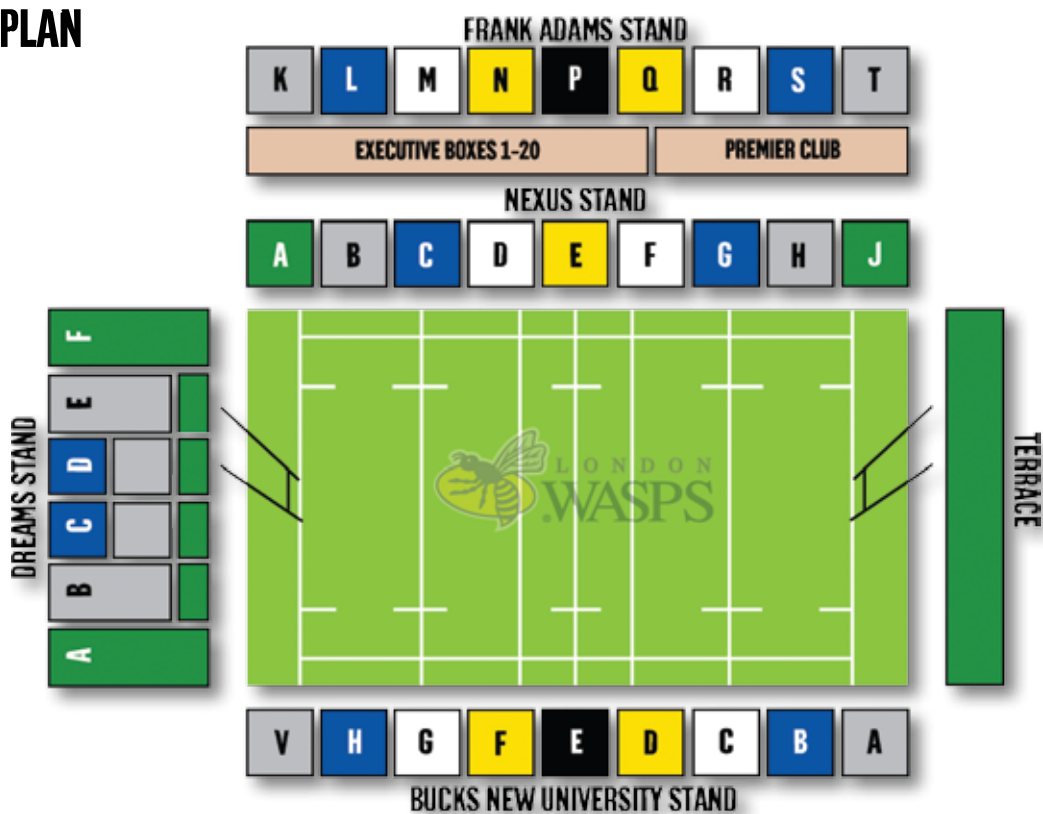 PLAN
FRANK ADAMS STAND
K L M N P Q R S T
EXECUTIVE BOXES 1-20 PREMIER CLUB
NEXUS STAND
A B C D E F G H J
DREAMS STAND
F
E
D
C
B
A
LONDON
WASPS
TERRACE
V H G F E D C B A
BUCKS NEW UNIVERSITY STAND